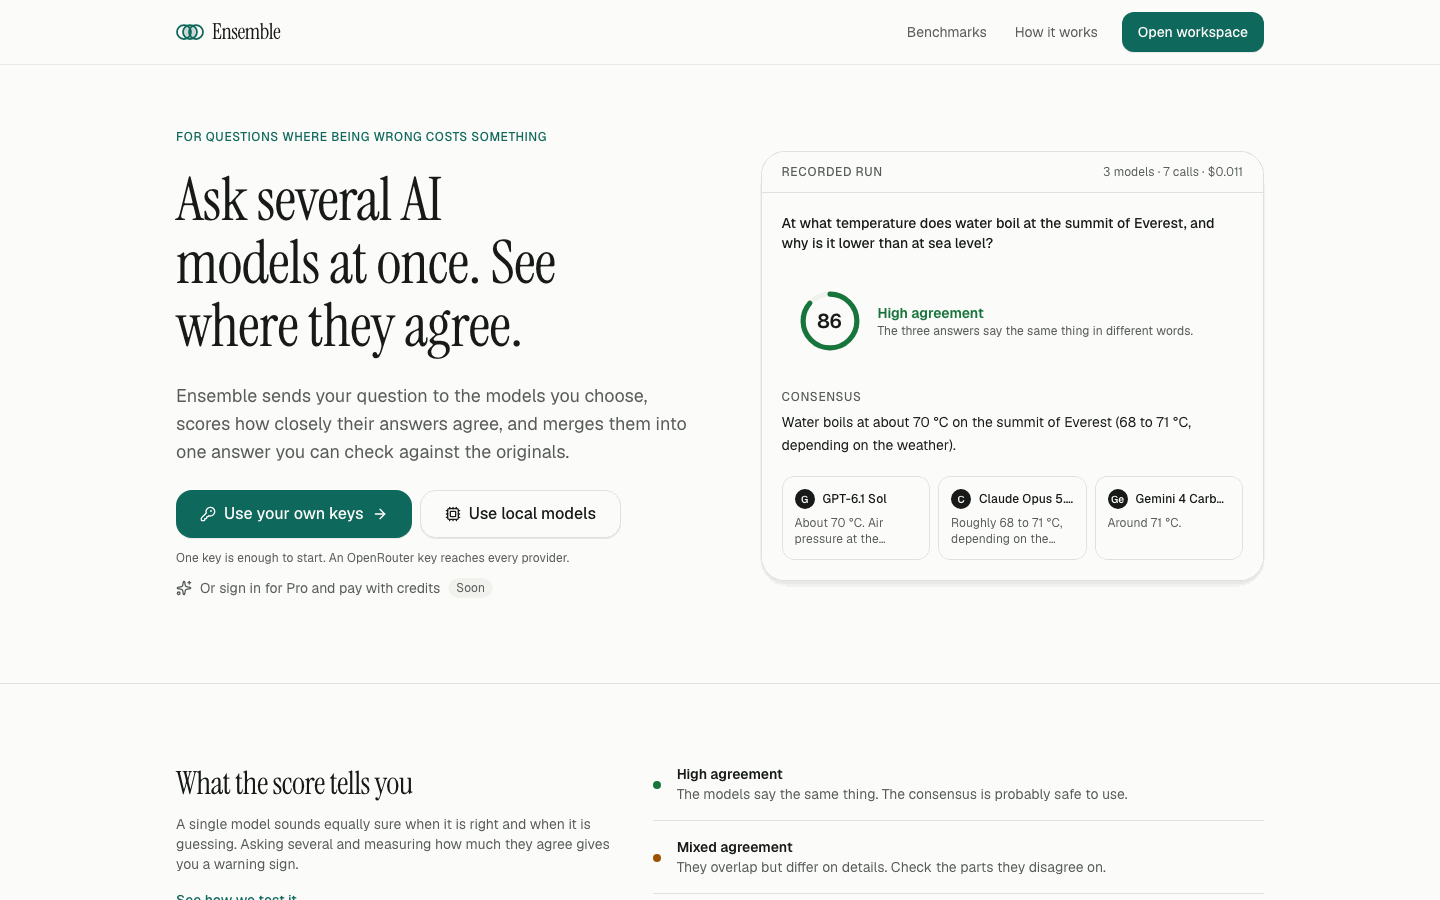 Ensemble
Benchmarks
How it works
Open workspace
FOR QUESTIONS WHERE BEING WRONG COSTS SOMETHING
Ask several AI
models at once. See
where they agree.
Ensemble sends your question to the models you choose,
scores how closely their answers agree, and merges them into
one answer you can check against the originals.
Use your own keys
Use local models
One key is enough to start. An OpenRouter key reaches every provider.
Or sign in for Pro and pay with credits
Soon
RECORDED RUN
3 models · 7 calls · $0.011
At what temperature does water boil at the summit of Everest, and
why is it lower than at sea level?
86
High agreement
The three answers say the same thing in different words.
CONSENSUS
Water boils at about 70 °C on the summit of Everest (68 to 71 °C,
depending on the weather).
G
GPT-6.1 Sol
About 70 °C. Air
pressure at the...
C
Claude Opus 5....
Roughly 68 to 71 °C,
depending on the...
Ge
Gemini 4 Carb...
Around 71 °C.
What the score tells you
A single model sounds equally sure when it is right and when it is
guessing. Asking several and measuring how much they agree gives
you a warning sign.
See how we test it
High agreement
The models say the same thing. The consensus is probably safe to use.
Mixed agreement
They overlap but differ on details. Check the parts they disagree on.